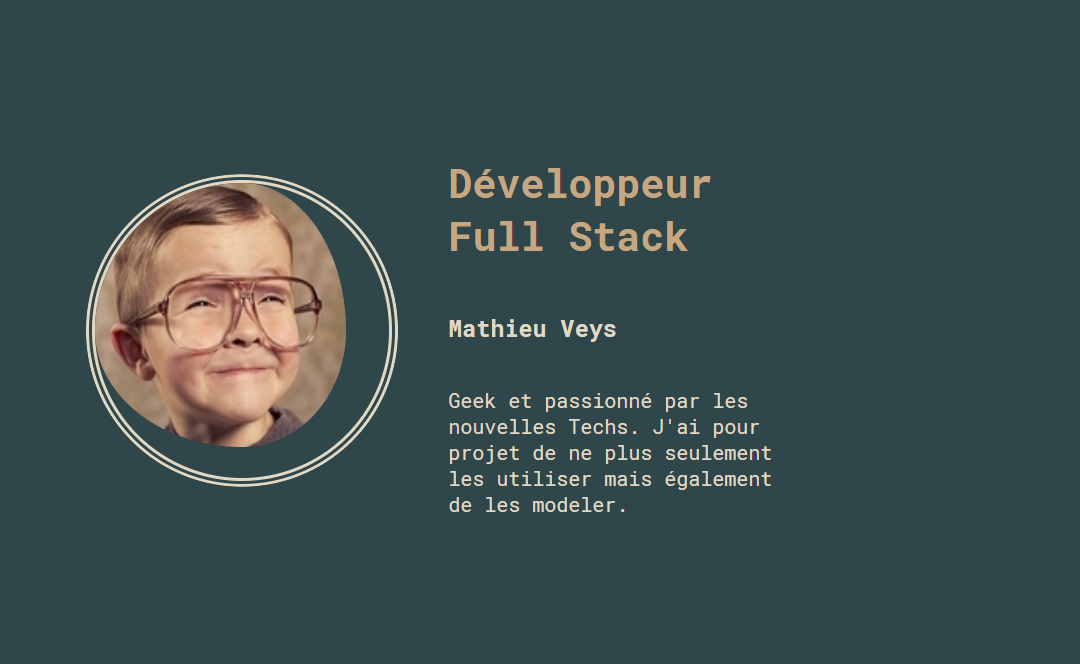 Développeur
Full Stack
Mathieu Veys
Geek et passionné par les
nouvelles Techs. J'ai pour
projet de ne plus seulement
les utiliser mais également
de les modeler.